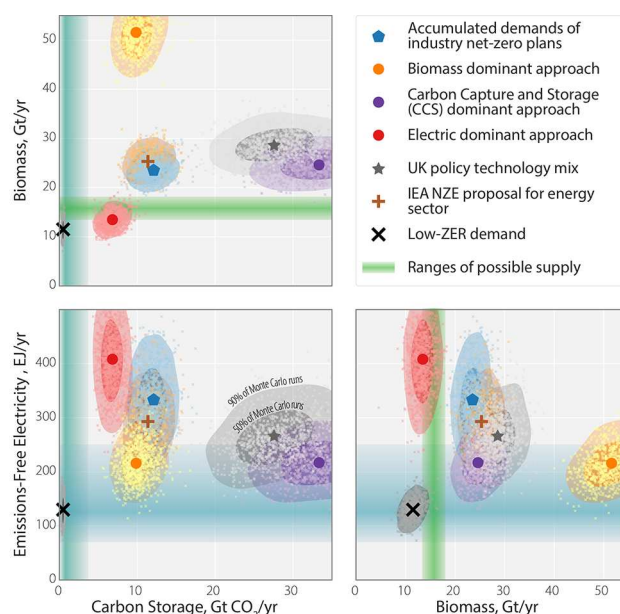 50
40
30
20
10
0
Biomass, Gt/yr
Accumulated demands of
industry net-zero plans
Biomass dominant approach
Carbon Capture and Storage
(CCS) dominant approach
Electric dominant approach
UK policy technology mix
IEA NZE proposal for energy
sector
Low-ZER demand
Ranges of possible supply
400
300
200
100
0
Emissions-Free Electricity , EJ/yr
90% of Monte Carlo runs
50% of Monte Carlo runs
0 10 20 30
Carbon Storage, Gt CO2/yr
0 10 20 30 40 50
Biomass, Gt/yr